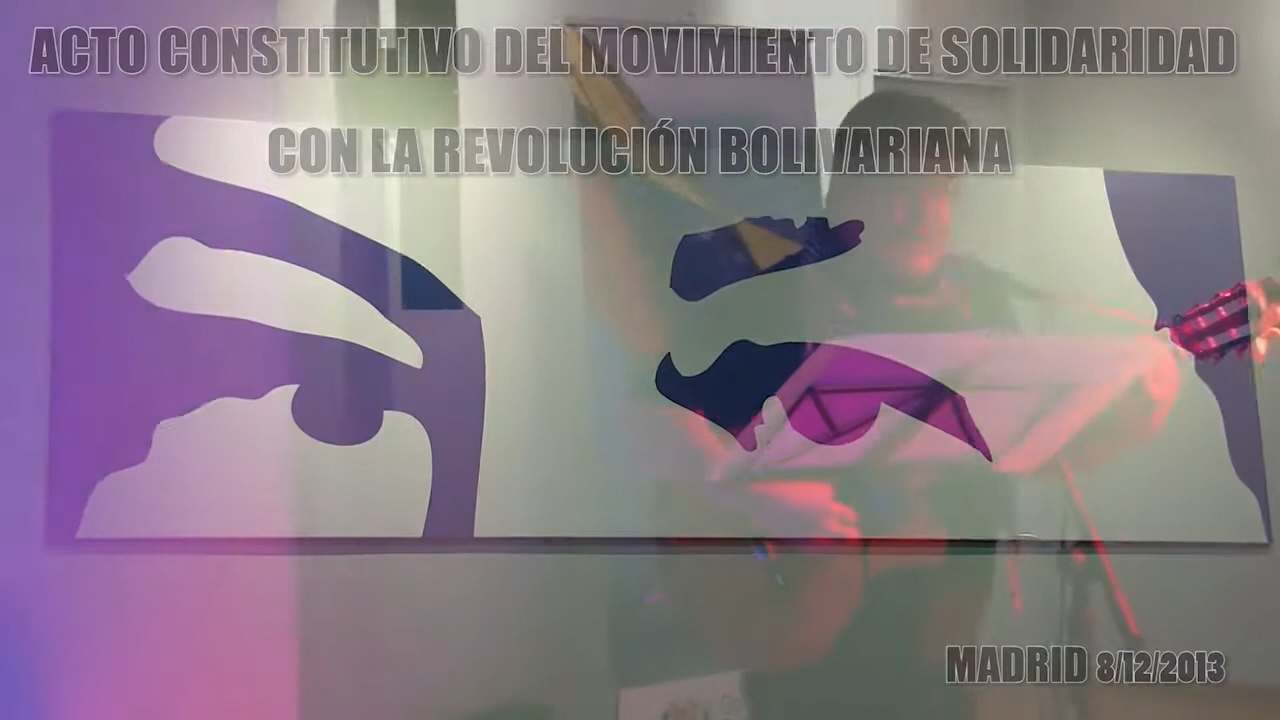 ACTO CONSTITUTIVO DEL MOVIMIENTO DE SOLIDARIDAD
CON LA REVOLUCIÓN BOLIVARIANA
MADRID 8/12/2013